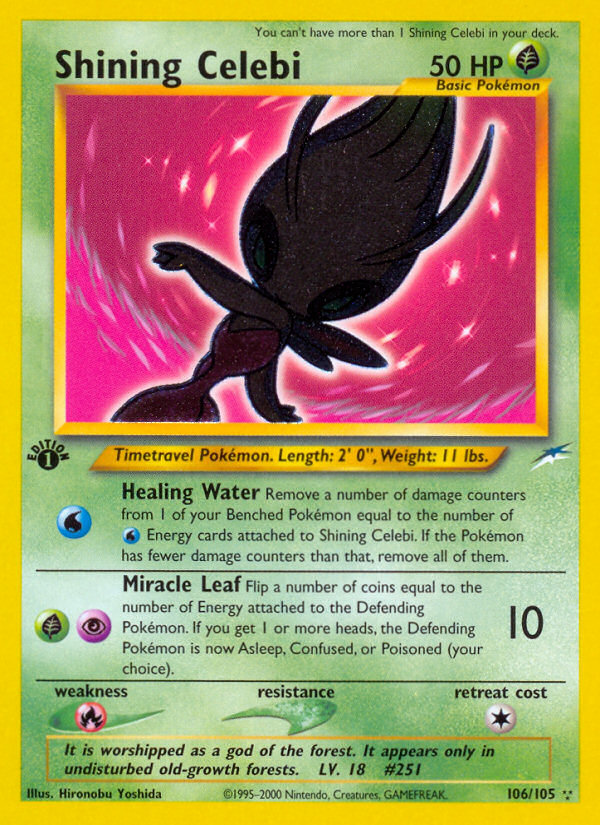 You can't have more than 1 Shining Celebi in your deck.
Shining Celebi
50 HP
Basic Pokémon
EDITION
1
Timetravel Pokémon. Length: 2' 0", Weight: 11 lbs.
Healing Water Remove a number of damage counters
from 1 of your Benched Pokémon equal to the number of
Energy cards attached to Shining Celebi. If the Pokémon
has fewer damage counters than that, remove all of them.
Miracle Leaf Flip a number of coins equal to the
number of Energy attached to the Defending
Pokémon. If you get 1 or more heads, the Defending
Pokémon is now Asleep, Confused, or Poisoned (your
choice).
10
weakness resistance retreat cost
It is worshipped as a god of the forest. It appears only in
undisturbed old-growth forests. LV. 18 #251
Illus. Hironobu Yoshida ©1995-2000 Nintendo, Creatures, GAMEFREAK. 106/105